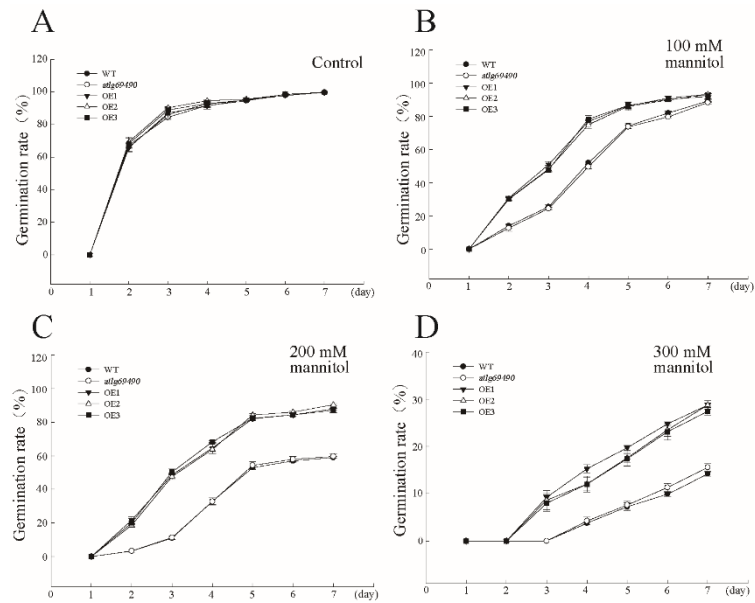 A
Control
WT
at1g69490
OE1
OE2
OE3
Germination rate (%)
120
100
80
60
40
20
0
0 1 2 3 4 5 6 7 (day)
B
100 mM
mannitol
WT
at1g69490
OE1
OE2
OE3
Germination rate (%)
120
100
80
60
40
20
0
0 1 2 3 4 5 6 7 (day)
C
200 mM
mannitol
WT
at1g69490
OE1
OE2
OE3
Germination rate (%)
120
100
80
60
40
20
0
0 1 2 3 4 5 6 7 (day)
D
300 mM
mannitol
WT
at1g69490
OE1
OE2
OE3
Germination rate (%)
40
30
20
10
0
0 1 2 3 4 5 6 7 (day)